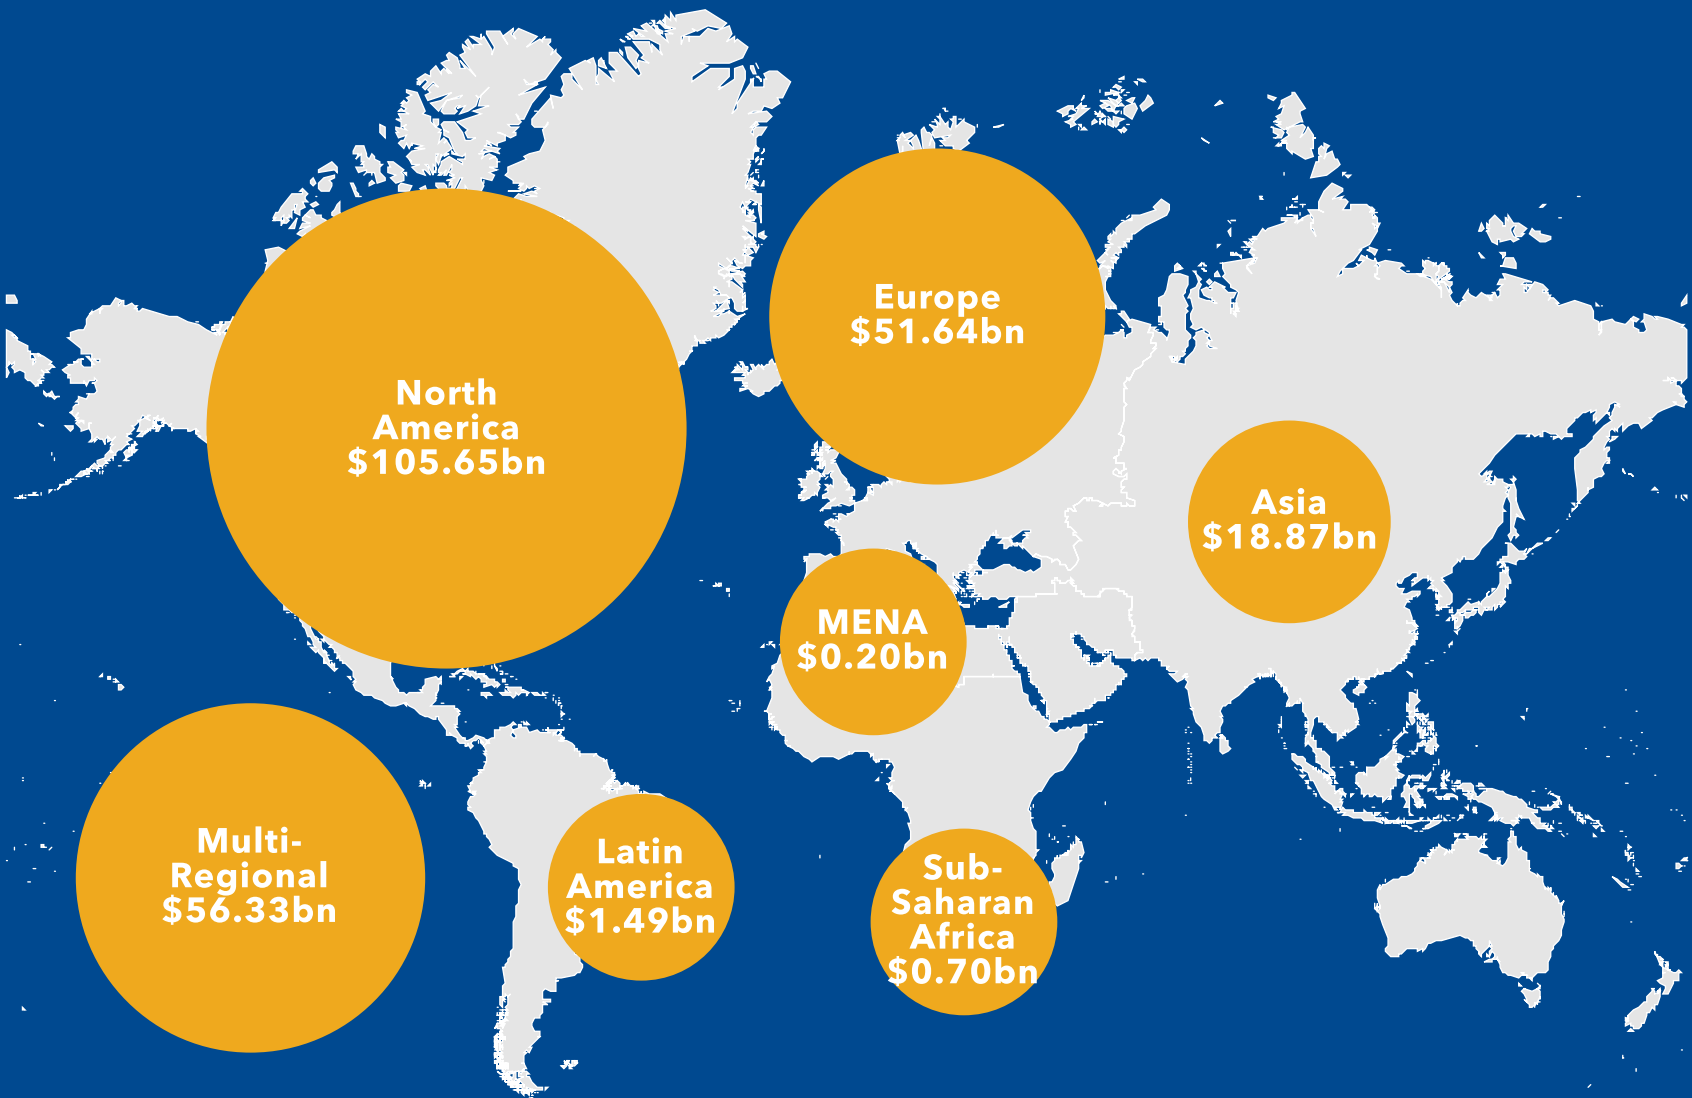 Europe
$51.64bn
North
America
$105.65bn
Asia
$18.87bn
MENA
$0.20bn
Multi-
Regional
$56.33bn
Latin
America
$1.49bn
Sub-
Saharan
Africa
$0.70bn